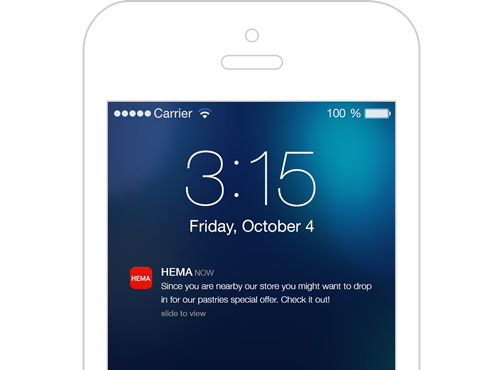 Carrier 100 %
3:15
Friday, October 4
HEMA
HEMA NOW
Since you are nearby our store you might want to drop
in for our pastries special offer. Check it out!
slide to view